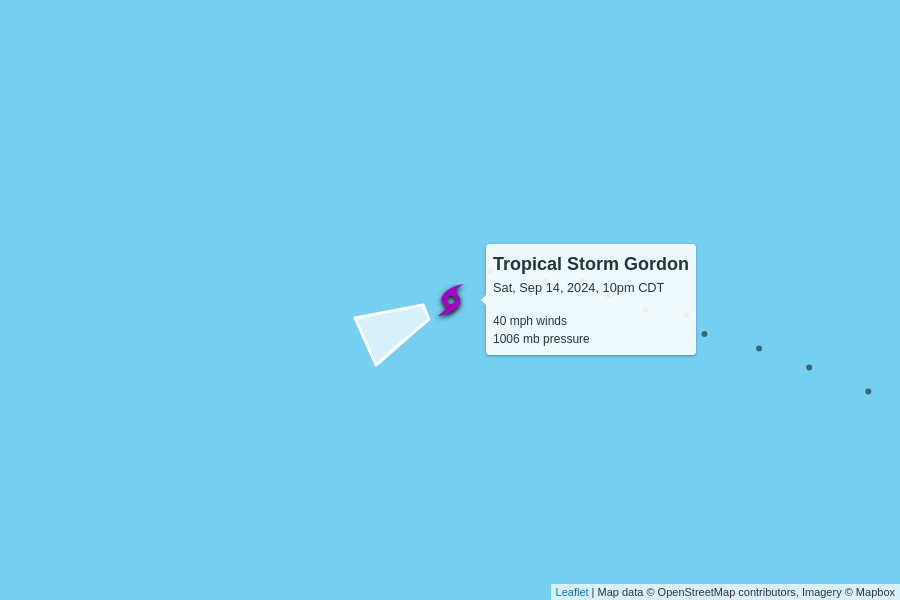 Tropical Storm Gordon
Sat, Sep 14, 2024, 10pm CDT
40 mph winds
1006 mb pressure
Leaflet | Map data © OpenStreetMap contributors, Imagery © Mapbox